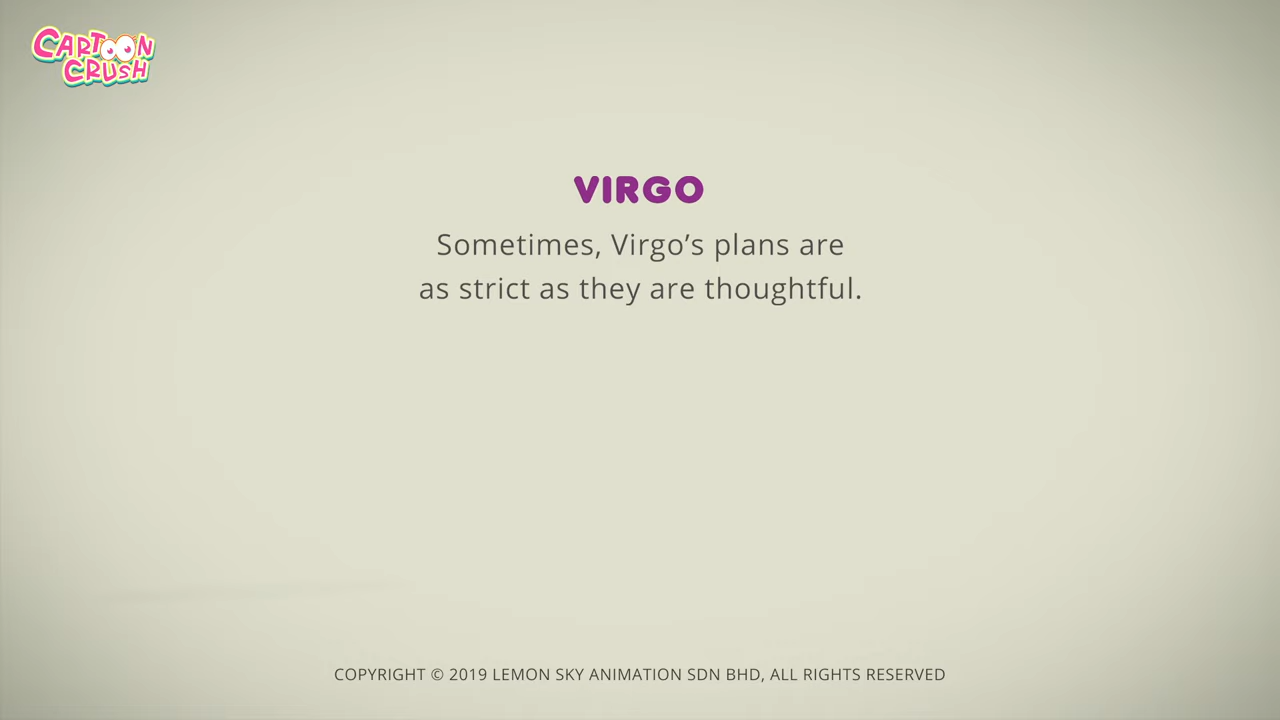 CARTOON
CRUSH
VIRGO
Sometimes, Virgo’s plans are
as strict as they are thoughtful.
COPYRIGHT © 2019 LEMON SKY ANIMATION SDN BHD, ALL RIGHTS RESERVED